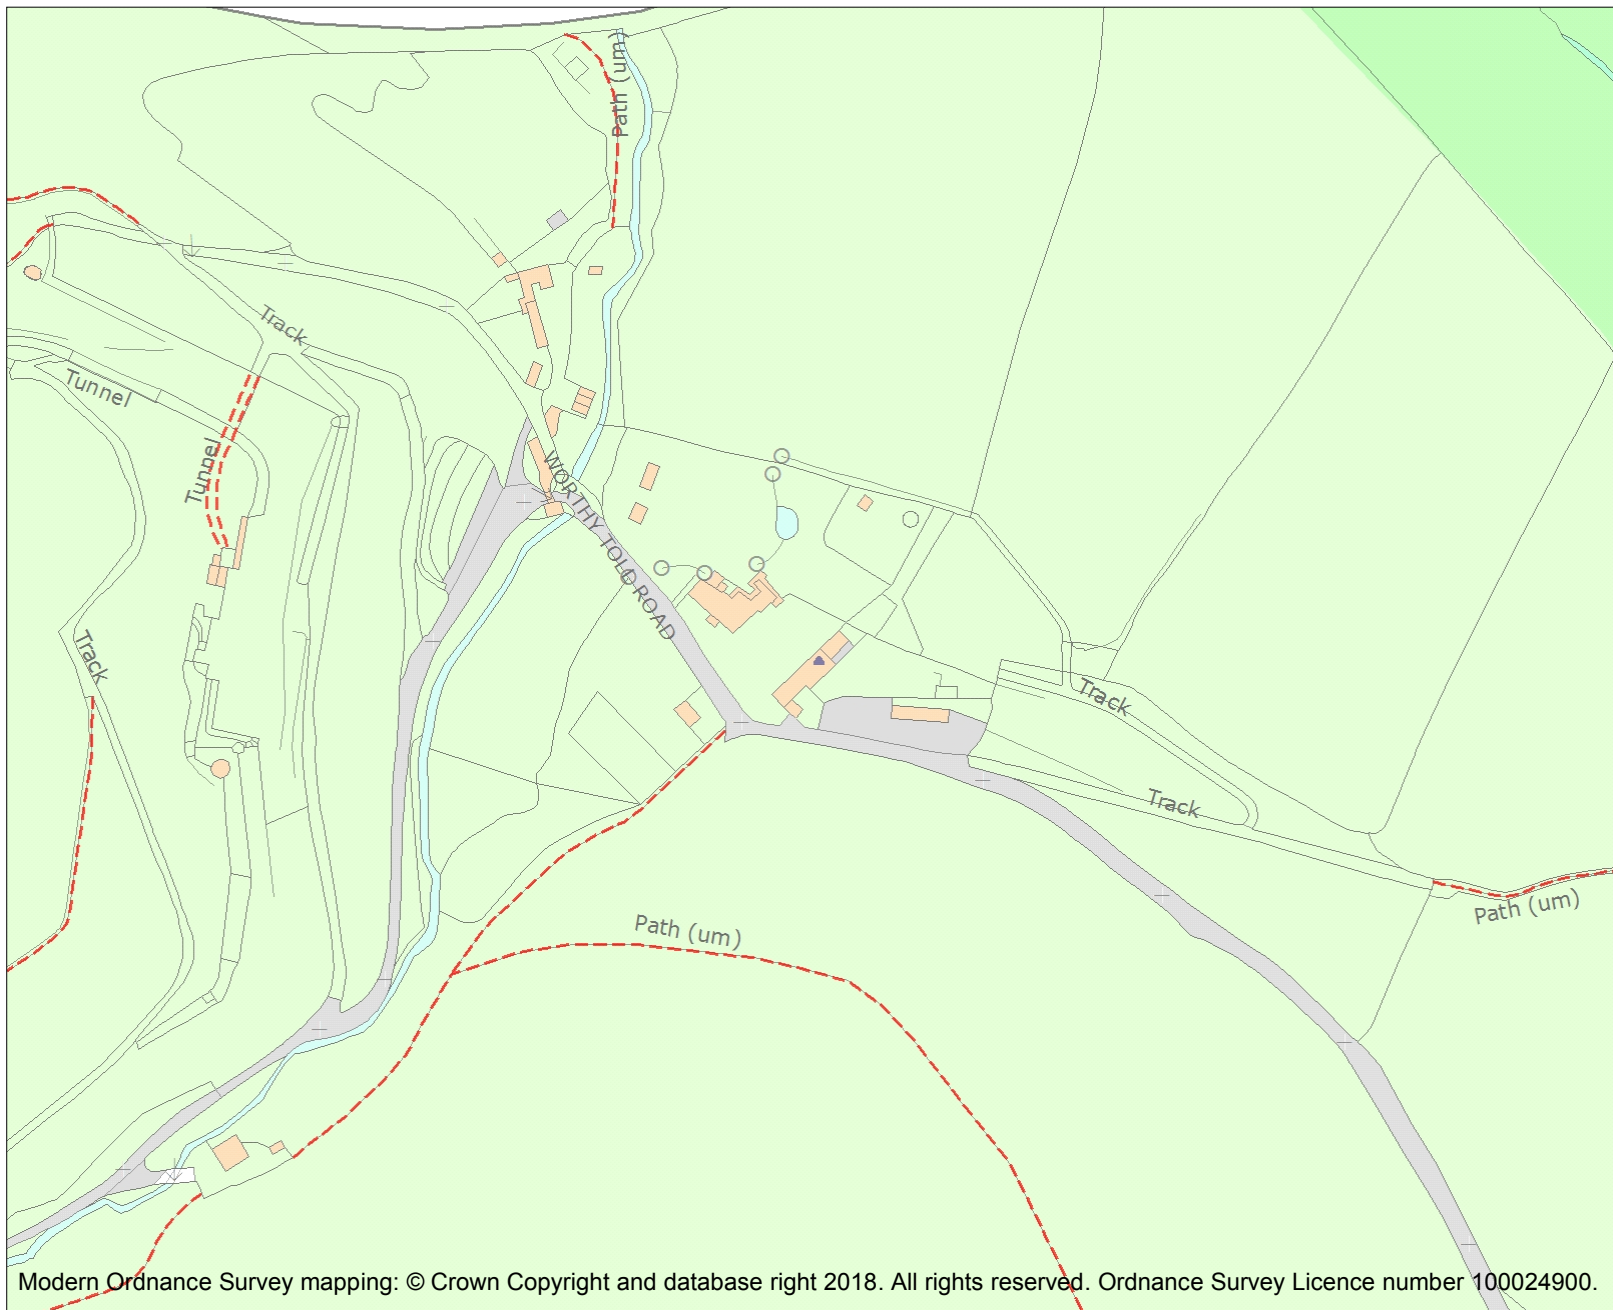 Path (um)
Track
Tunnel
Tunnel
WORTHY TOLL ROAD
Track
Track
Track
Path (um)
Path (um)
Modern Ordnance Survey mapping: © Crown Copyright and database right 2018. All rights reserved. Ordnance Survey Licence number 100024900.